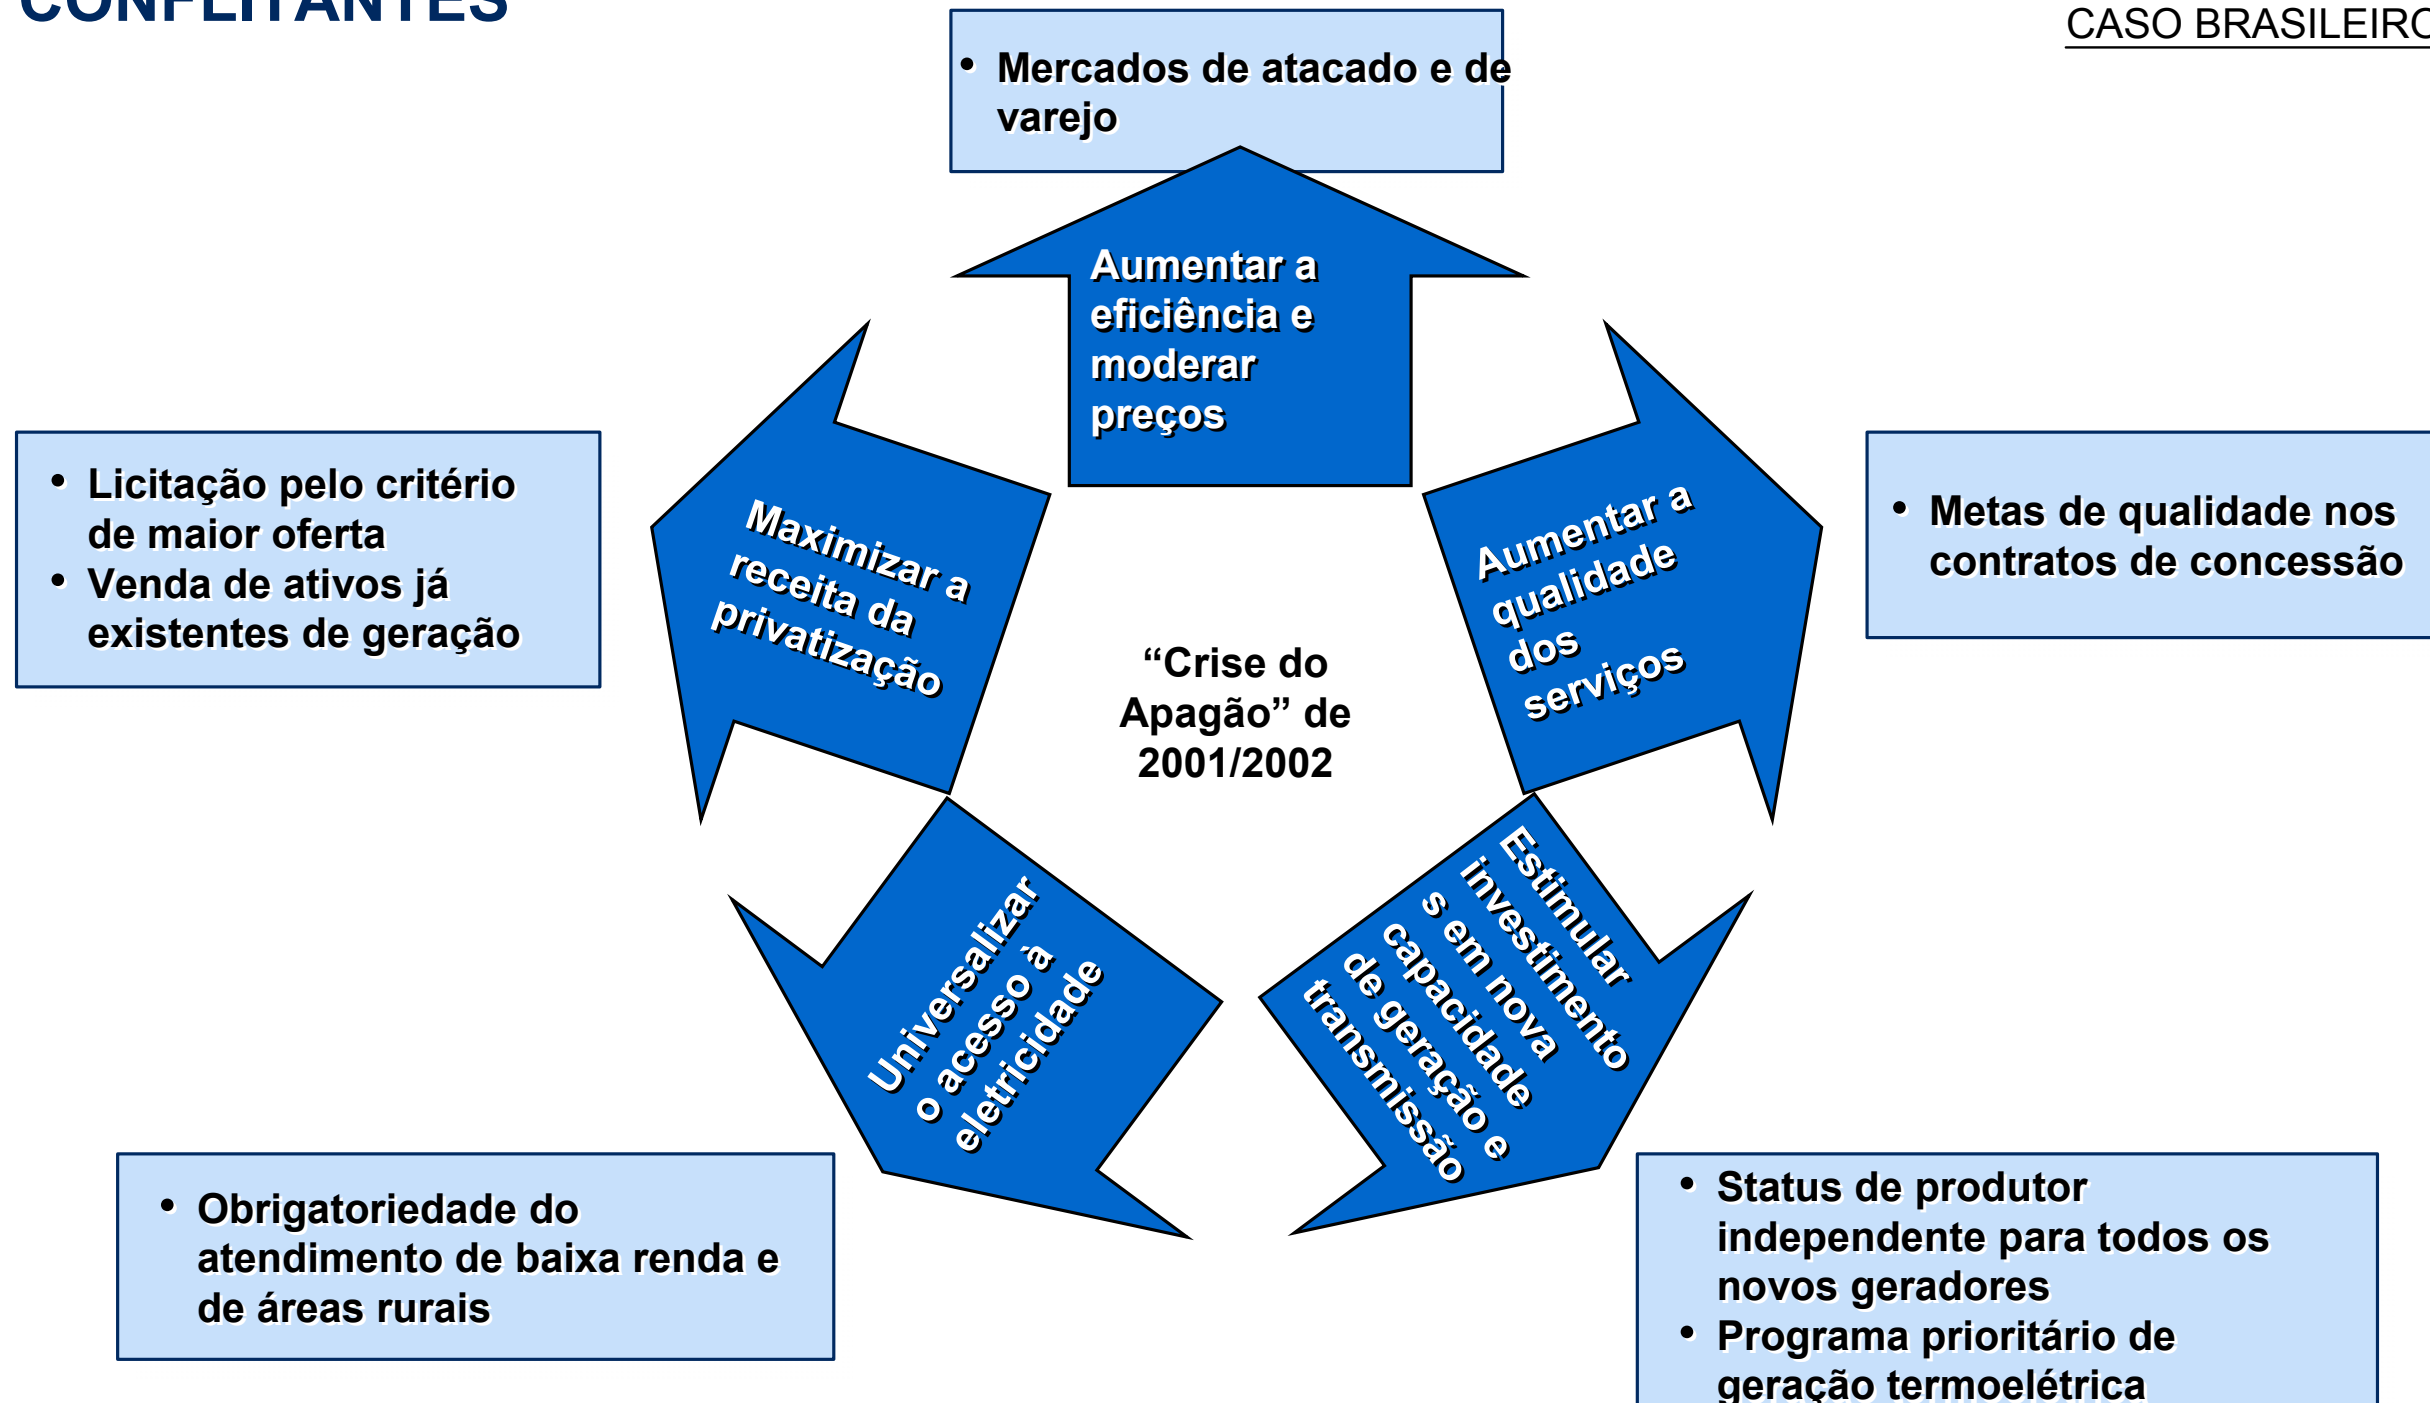 CONFLITANTES
CASO BRASILEIRO
• Mercados de atacado e de
varejo
Aumentar a
eficiência e
moderar
preços
• Licitação pelo critério
de maior oferta
• Venda de ativos já
existentes de geração
Maximizar a
receita da
privatização
Aumentar a
qualidade
dos
serviços
• Metas de qualidade nos
contratos de concessão
“Crise do
Apagão” de
2001/2002
Universalizar
o acesso à
eletricidade
Estimular
investimento
s em nova
capacidade
de geração e
transmissão
• Obrigatoriedade do
atendimento de baixa renda e
de áreas rurais
• Status de produtor
independente para todos os
novos geradores
• Programa prioritário de
geração termoelétrica